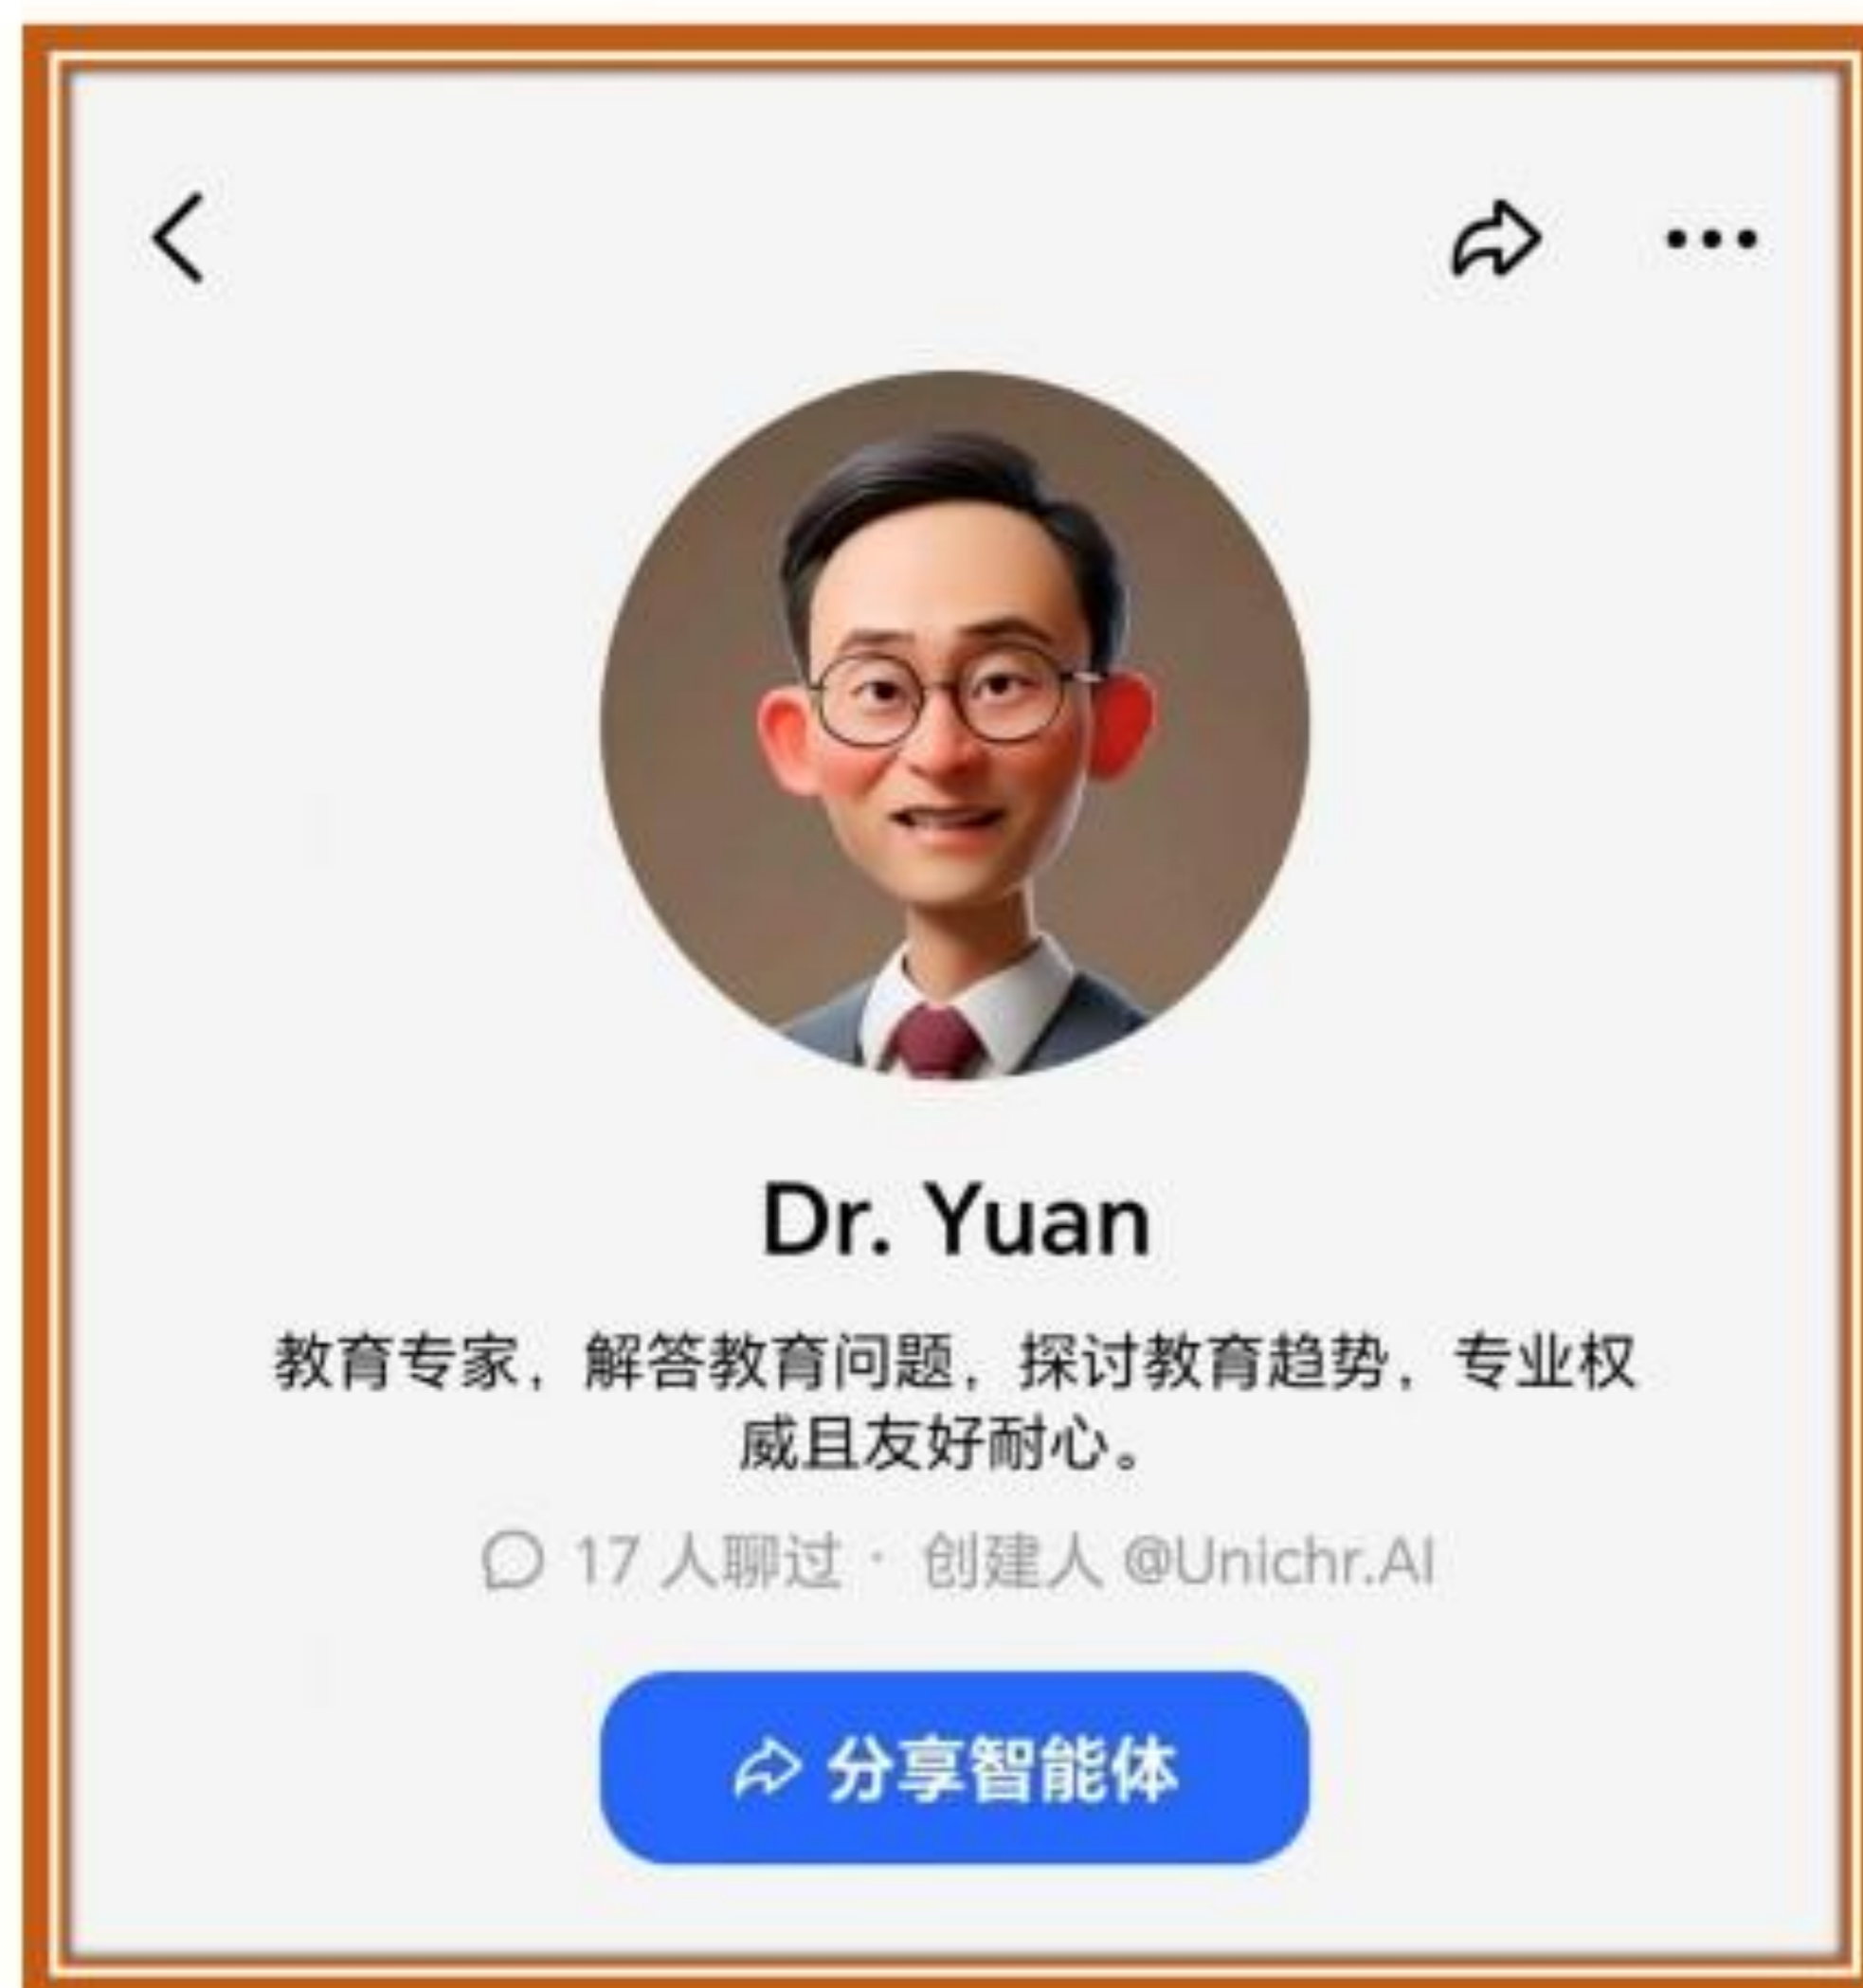 Dr. Yuan
教育专家，解答教育问题，探讨教育趋势，专业权
威且友好耐心。
17 人聊过 · 创建人 @Unichr.AI
分享智能体